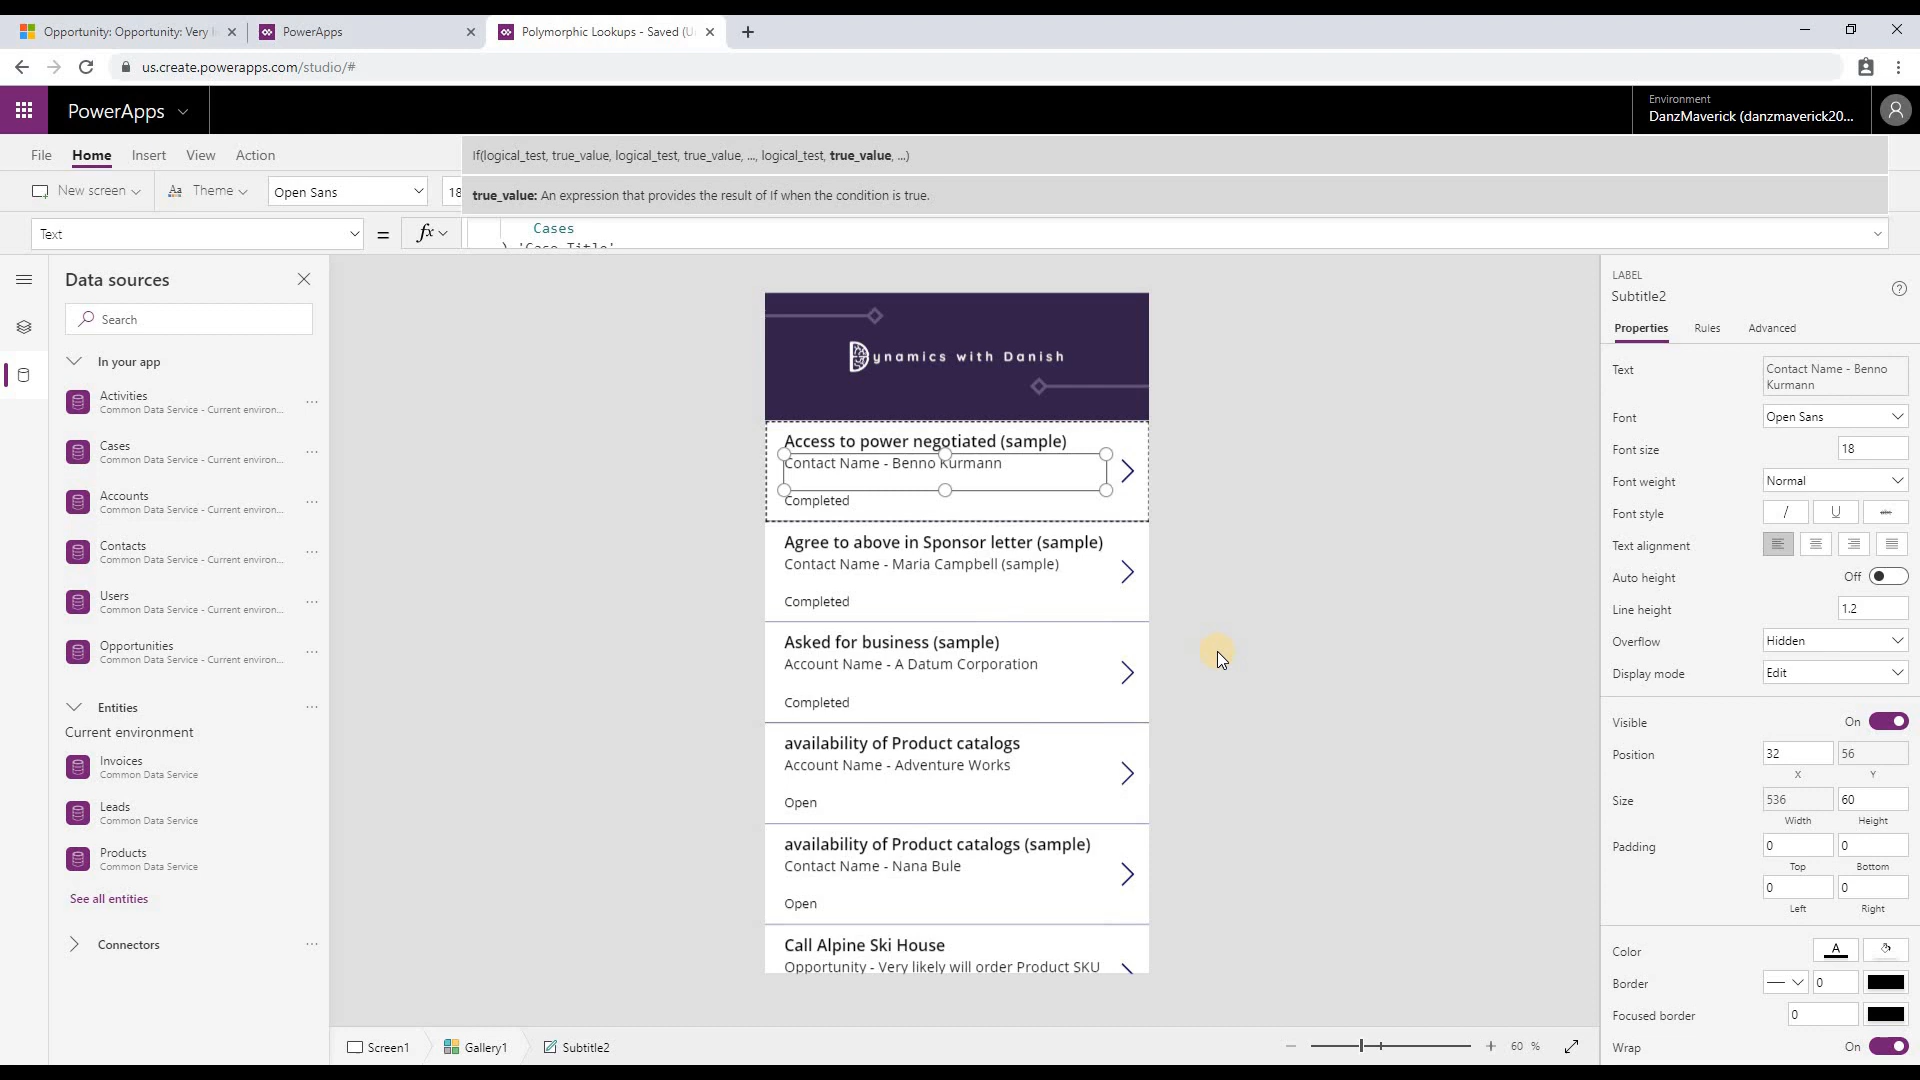 Opportunity: Opportunity: Very
PowerApps
Polymorphic Lookups - Saved (U
us.create.powerapps.com/studio/#
PowerApps
Environment
DanzMaverick (danzmaverick20...
File
Home
Insert
View
Action
If(logical_test, true_value, logical_test, true_value, ..., logical_test, true_value, ...)
New screen
Theme
Open Sans
18
true_value: An expression that provides the result of If when the condition is true.
Text
=
fx
Cases
).'Case Title'
Data sources
Search
In your app
Activities
Common Data Service - Current environ...
Cases
Common Data Service - Current environ...
Accounts
Common Data Service - Current environ...
Contacts
Common Data Service - Current environ...
Users
Common Data Service - Current environ...
Opportunities
Common Data Service - Current environ...
Entities
Current environment
Invoices
Common Data Service
Leads
Common Data Service
Products
Common Data Service
See all entities
Connectors
Dynamics with Danish
Access to power negotiated (sample)
Contact Name - Benno Kurmann
Completed
Agree to above in Sponsor letter (sample)
Contact Name - Maria Campbell (sample)
Completed
Asked for business (sample)
Account Name - A Datum Corporation
Completed
availability of Product catalogs
Account Name - Adventure Works
Open
availability of Product catalogs (sample)
Contact Name - Nana Bule
Open
Call Alpine Ski House
Opportunity - Very likely will order Product SKU
Screen1
Gallery1
Subtitle2
60 %
LABEL
Subtitle2
Properties
Rules
Advanced
Text
Contact Name - Benno
Kurmann
Font
Open Sans
Font size
18
Font weight
Normal
Font style
/
U
abc
Text alignment
Auto height
Off
Line height
1.2
Overflow
Hidden
Display mode
Edit
Visible
On
Position
32
56
X
Y
Size
536
60
Width
Height
Padding
0
0
Top
Bottom
0
0
Left
Right
Color
A
Border
0
Focused border
0
Wrap
On